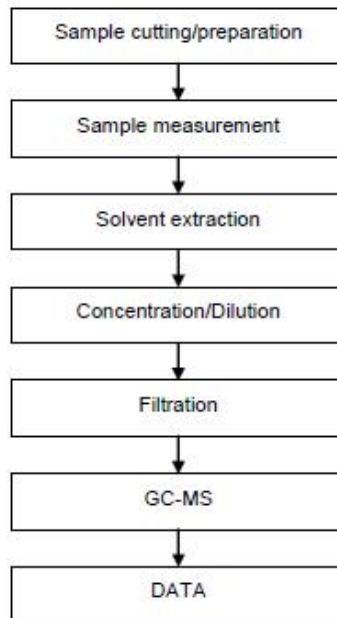 Sample cutting/preparation
Sample measurement
Solvent extraction
Concentration/Dilution
Filtration
GC-MS
DATA